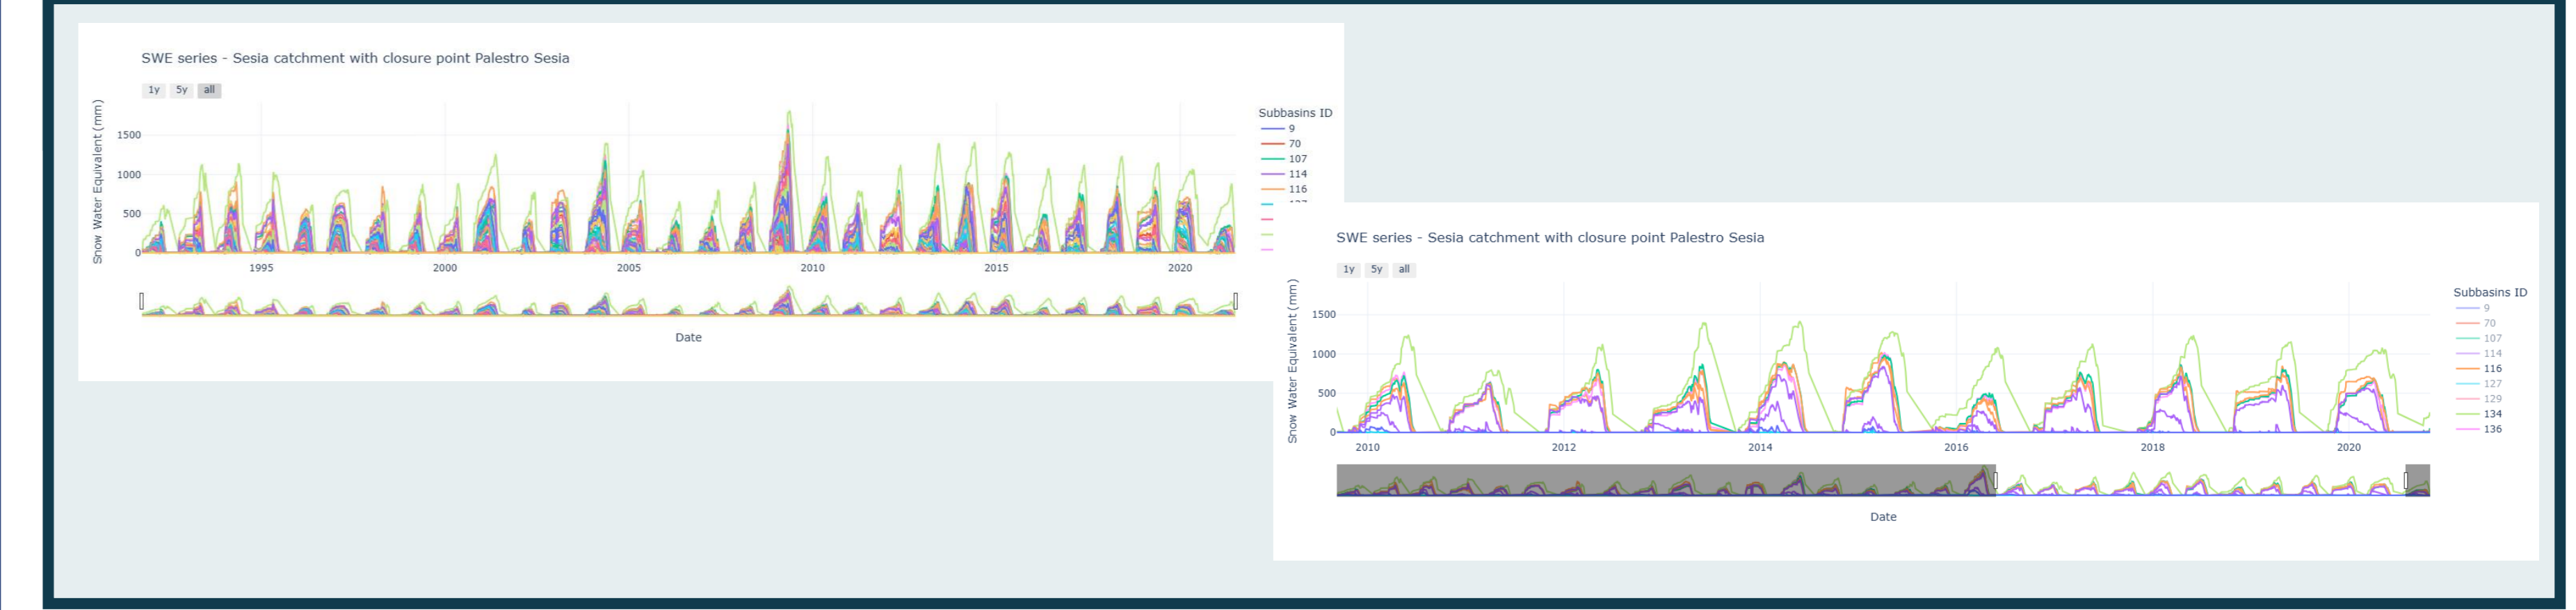 SWE series - Sesia catchment with closure point Palestro Sesia
1y 5y all
Snow Water Equivalent (mm)
1500
1000
500
0
1995 2000 2005 2010 2015 2020
Date
Subbasins ID
9
70
107
114
116
SWE series - Sesia catchment with closure point Palestro Sesia
1y 5y all
Snow Water Equivalent (mm)
1500
1000
500
0
2010 2012 2014 2016 2018 2020
Date
Subbasins ID
9
70
107
114
116
127
129
134
136